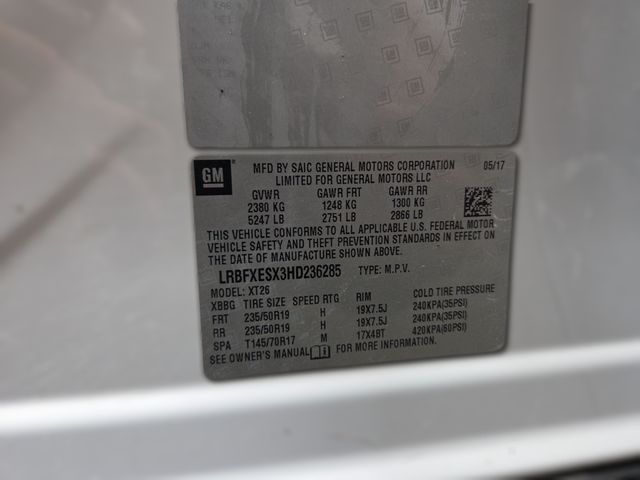 GM
MFD BY SAIC GENERAL MOTORS CORPORATION 05/17
LIMITED FOR GENERAL MOTORS LLC
GVWR GAWR FRT GAWR RR
2380 KG 1248 KG 1300 KG
5247 LB 2751 LB 2866 LB
THIS VEHICLE CONFORMS TO ALL APPLICABLE U.S. FEDERAL MOTOR
VEHICLE SAFETY AND THEFT PREVENTION STANDARDS IN EFFECT ON
THE DATE OF MANUFACTURE SHOWN ABOVE.
LRBFXESX3HD236285 TYPE: M.P.V.
MODEL: XT26
XBBG TIRE SIZE SPEED RTG RIM COLD TIRE PRESSURE
FRT 235/50R19 H 19X7.5J 240KPA(35PSI)
RR 235/50R19 H 19X7.5J 240KPA(35PSI)
SPA T145/70R17 M 17X4BT 420KPA(60PSI)
SEE OWNER'S MANUAL FOR MORE INFORMATION.